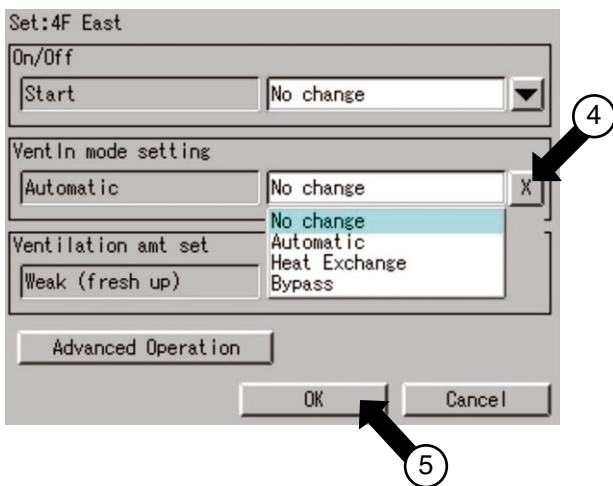 Set:4F East
On/Off
Start No change
4
VentIn mode setting
Automatic No change X
No change
Automatic
Heat Exchange
Bypass
Ventilation amt set
Weak (fresh up)
Advanced Operation
OK Cancel
5